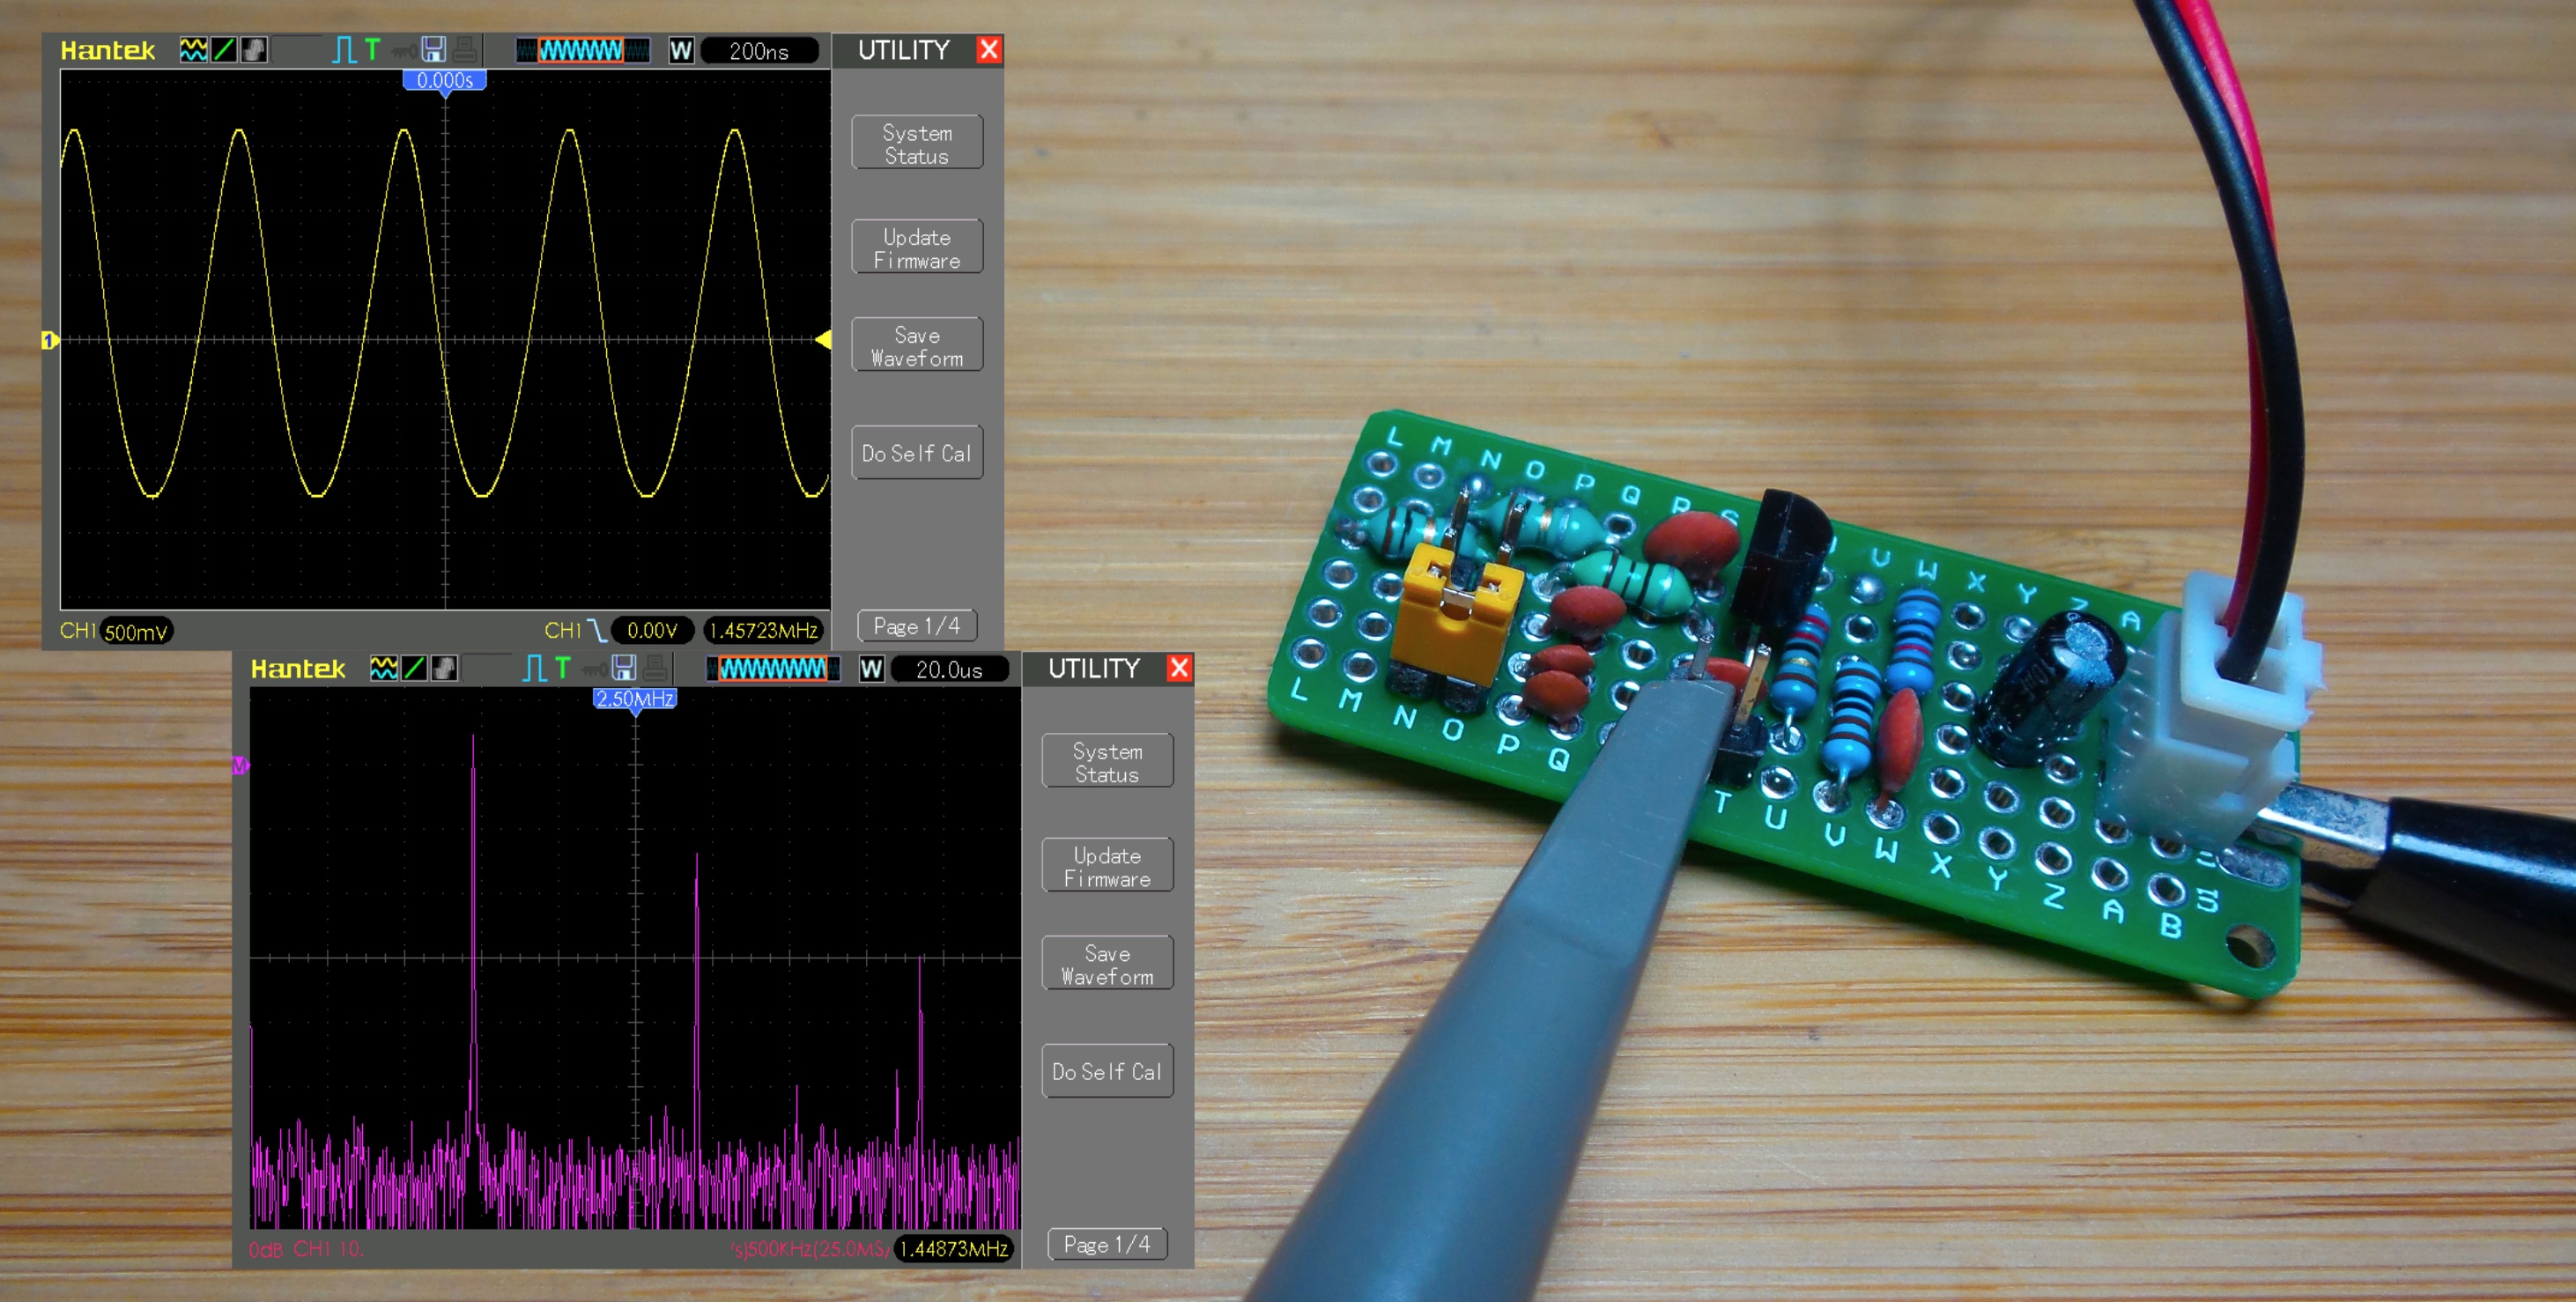 Hantek
T
W
200ns
UTILITY
X
0.000s
System
Status
Update
Firmware
Save
Waveform
Do Self Cal
1
CH1 500mV
CH1
0.00V
1.45723MHz
Page 1/4
Hantek
T
W
20.0us
UTILITY
X
2.50MHz
System
Status
M
Update
Firmware
Save
Waveform
Do Self Cal
0dB CH1 10.
's)500KHz(25.0MS/
1.44873MHz
Page 1/4
L M N O P Q R S
V W X Y Z A
L M N O P Q
T U V W X Y Z A B